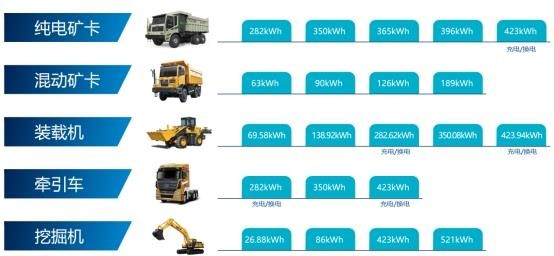 纯电矿卡
282kWh 350kWh 365kWh 396kWh 423kWh
充电/换电
混动矿卡
63kWh 90kWh 126kWh 189kWh
装载机
69.58kWh 138.92kWh 282.62kWh 350.08kWh 423.94kWh
充电/换电 充电/换电
牵引车
282kWh 350kWh 423kWh
充电/换电 充电/换电
挖掘机
26.88kWh 86kWh 423kWh 521kWh